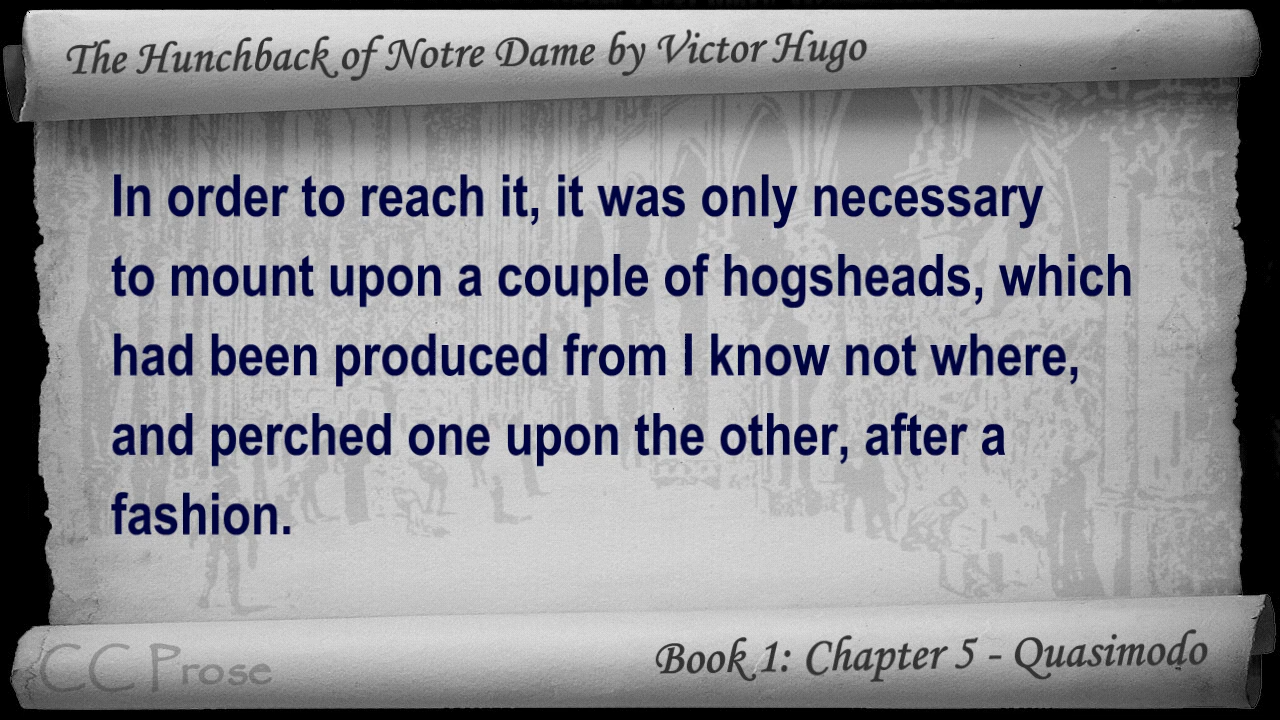 The Hunchback of Notre Dame by Victor Hugo
In order to reach it, it was only necessary
to mount upon a couple of hogsheads, which
had been produced from I know not where,
and perched one upon the other, after a
fashion.
CC Prose
Book 1: Chapter 5 - Quasimodo